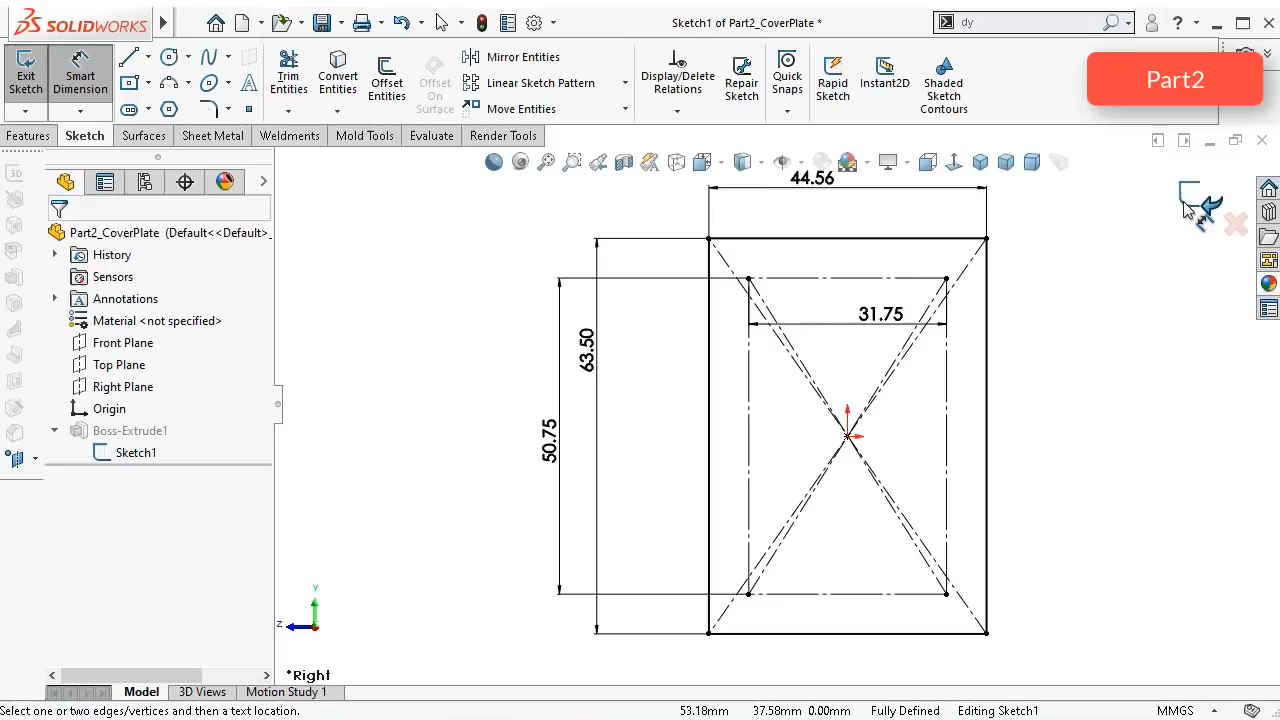 SOLIDWORKS
Sketch1 of Part2_CoverPlate *
dy
?
Exit Sketch
Smart Dimension
Trim Entities
Convert Entities
Offset Entities
Offset On Surface
Mirror Entities
Linear Sketch Pattern
Move Entities
Display/Delete Relations
Repair Sketch
Quick Snaps
Rapid Sketch
Instant2D
Shaded Sketch Contours
Part2
Features
Sketch
Surfaces
Sheet Metal
Weldments
Mold Tools
Evaluate
Render Tools
Part2_CoverPlate (Default<<Default>_
History
Sensors
Annotations
Material <not specified>
Front Plane
Top Plane
Right Plane
Origin
Boss-Extrude1
Sketch1
44.56
31.75
63.50
50.75
Y
Z
*Right
Model
3D Views
Motion Study 1
Select one or two edges/vertices and then a text location.
53.18mm
37.58mm 0.00mm
Fully Defined
Editing Sketch1
MMGS